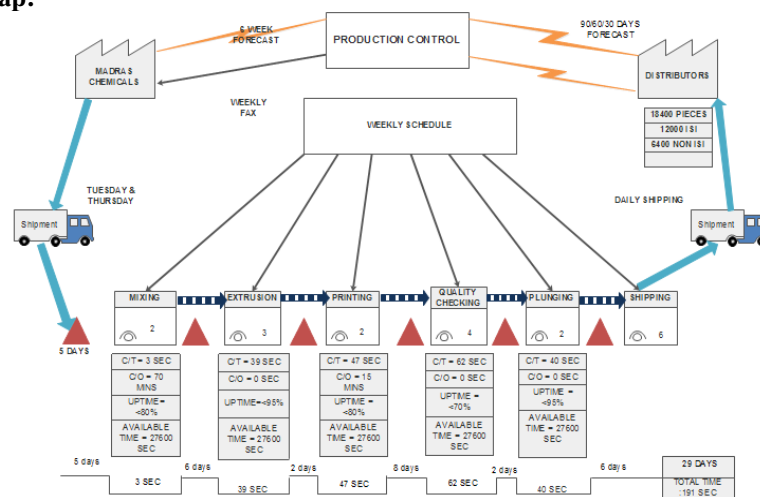 ap:
6 WEEK
FORECAST
PRODUCTION CONTROL
90/60/30 DAYS
FORECAST
MADRAS
CHEMICALS
DISTRIBUTORS
WEEKLY
FAX
WEEKLY SCHEDULE
18400 PIECES
12000 ISI
6400 NON ISI
TUESDAY &
THURSDAY
DAILY SHIPPING
Shipment
Shipment
MIXING
2
EXTRUSION
3
PRINTING
2
QUALITY
CHECKING
4
PLUNGING
2
SHIPPING
6
5 DAYS
C/T= 3 SEC
C/O= 70
MINS
UPTIME=
<80%
AVAILABLE
TIME = 27600
SEC
C/T= 39 SEC
C/O= 0 SEC
UPTIME=<95%
AVAILABLE
TIME = 27600
SEC
C/T= 47 SEC
C/O= 15
MINS
UPTIME=
<80%
AVAILABLE
TIME = 27600
SEC
C/T= 62 SEC
C/O= 0 SEC
UPTIME=
<70%
AVAILABLE
TIME = 27600
SEC
C/T= 40 SEC
C/O= 0 SEC
UPTIME=
<95%
AVAILABLE
TIME = 27600
SEC
5 days
6 days
2 days
8 days
2 days
6 days
29 DAYS
3 SEC
39 SEC
47 SEC
62 SEC
40 SEC
TOTAL TIME
:191 SEC